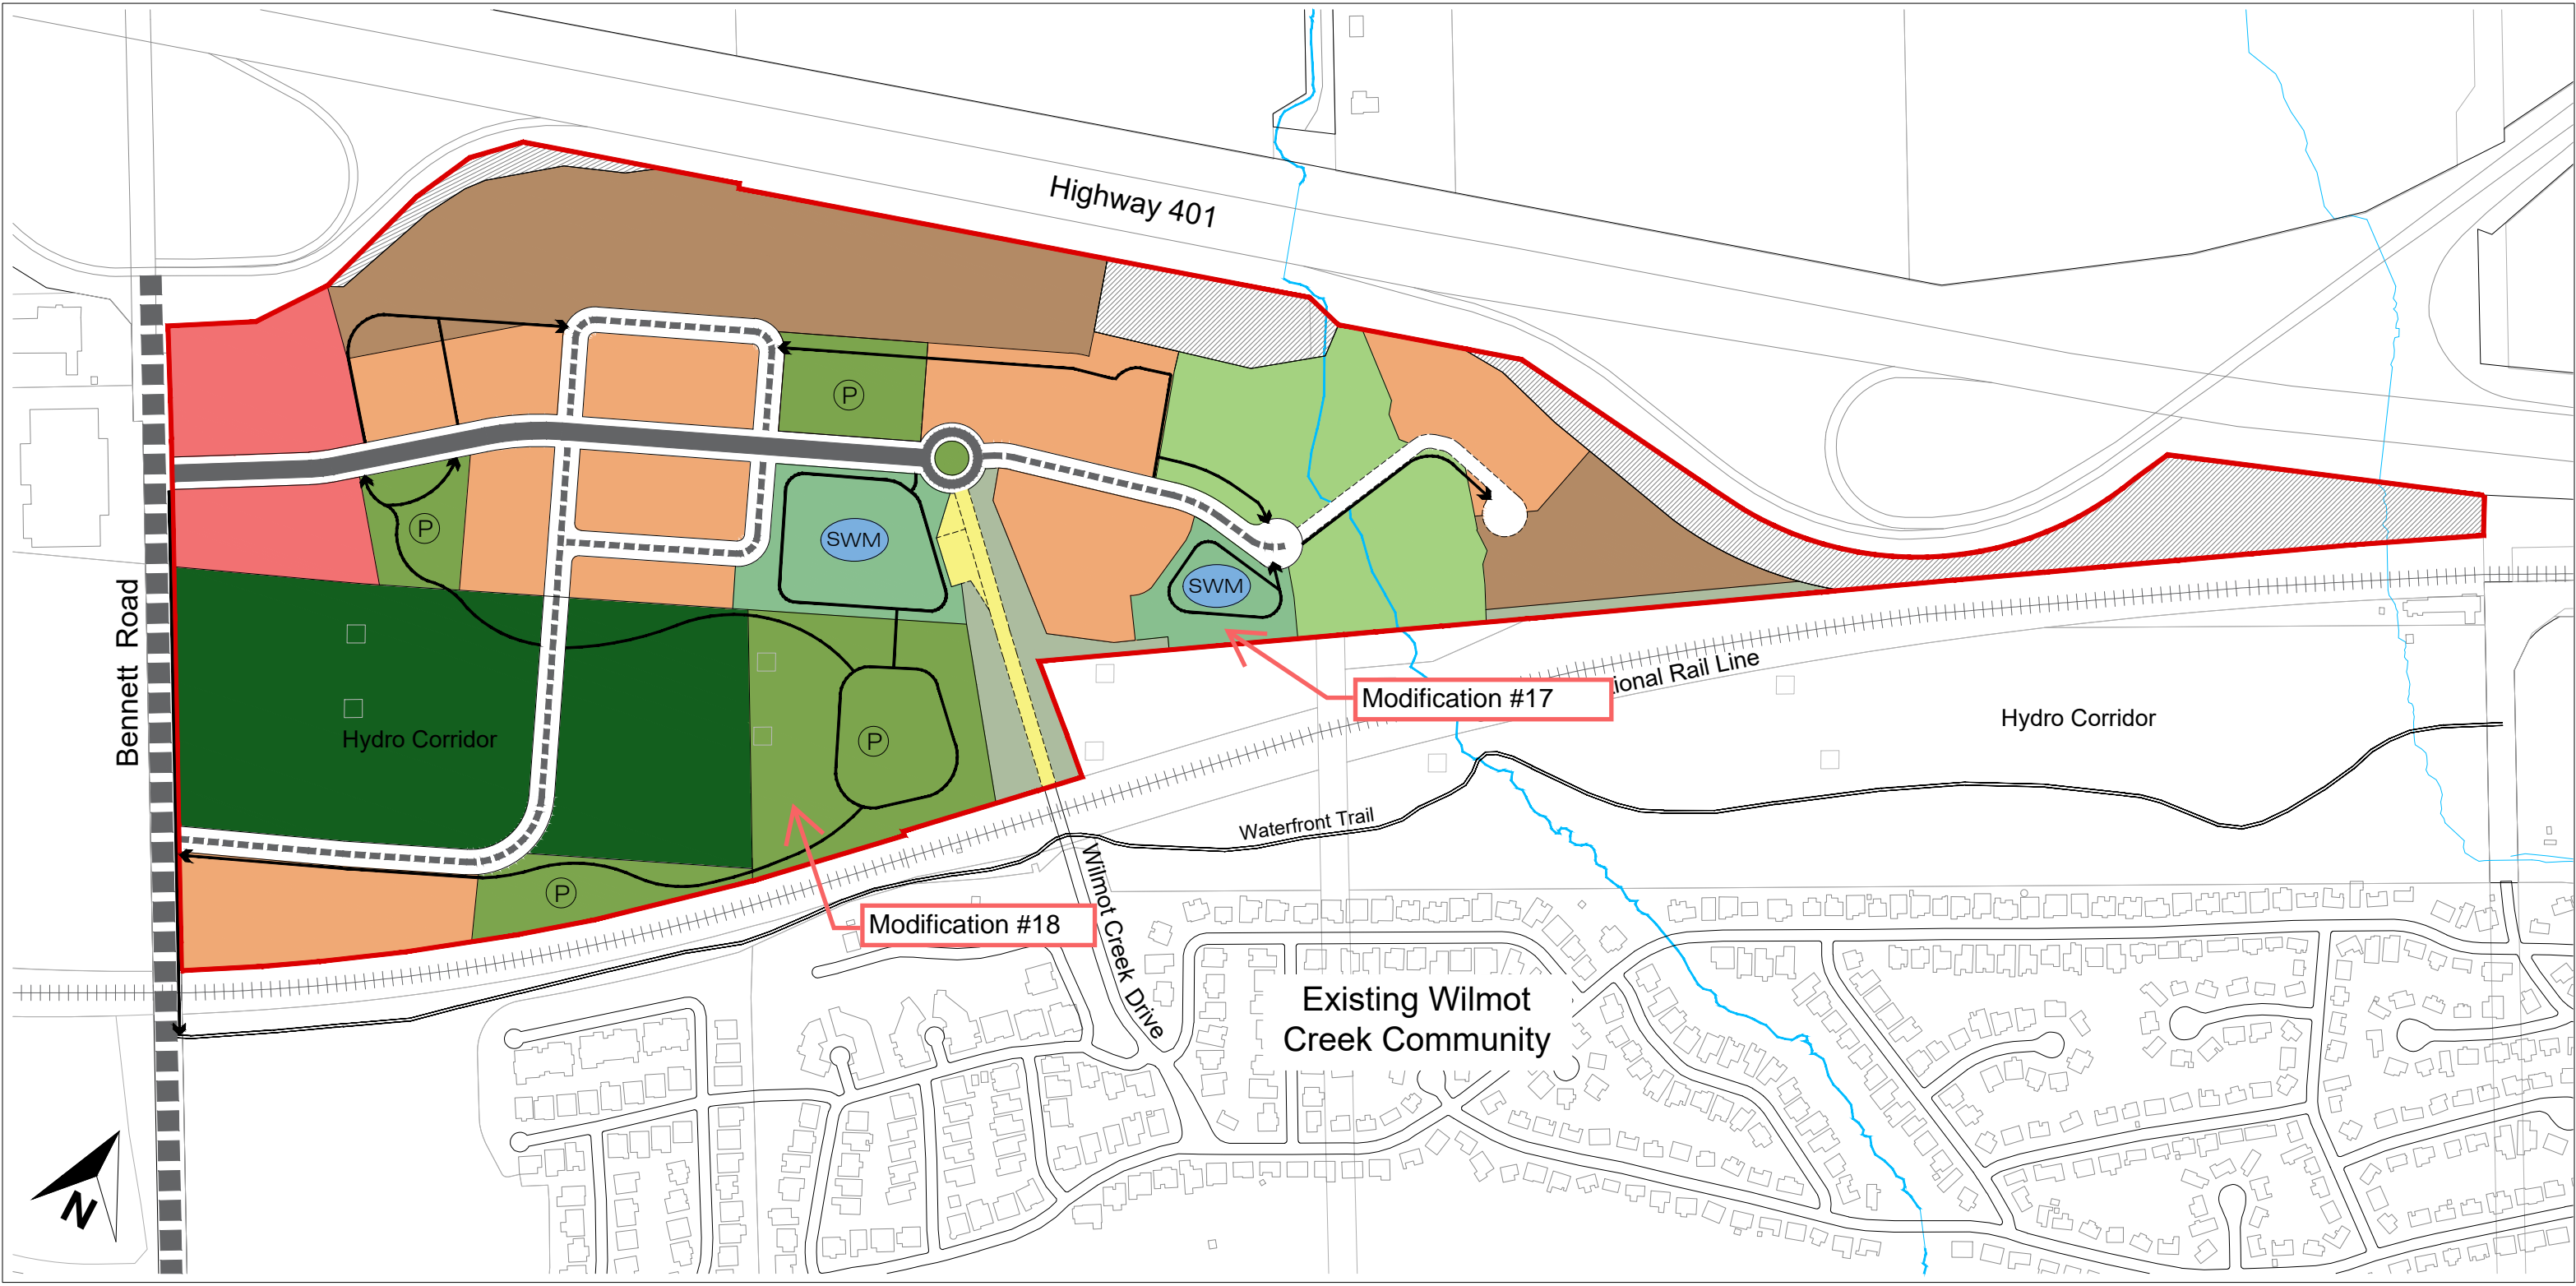 Highway 401
P
P
SWM
SWM
Bennett Road
Hydro Corridor
P
P
Modification #17
ional Rail Line
Hydro Corridor
Waterfront Trail
Modification #18
Wilmot Creek Drive
Existing Wilmot
Creek Community
N